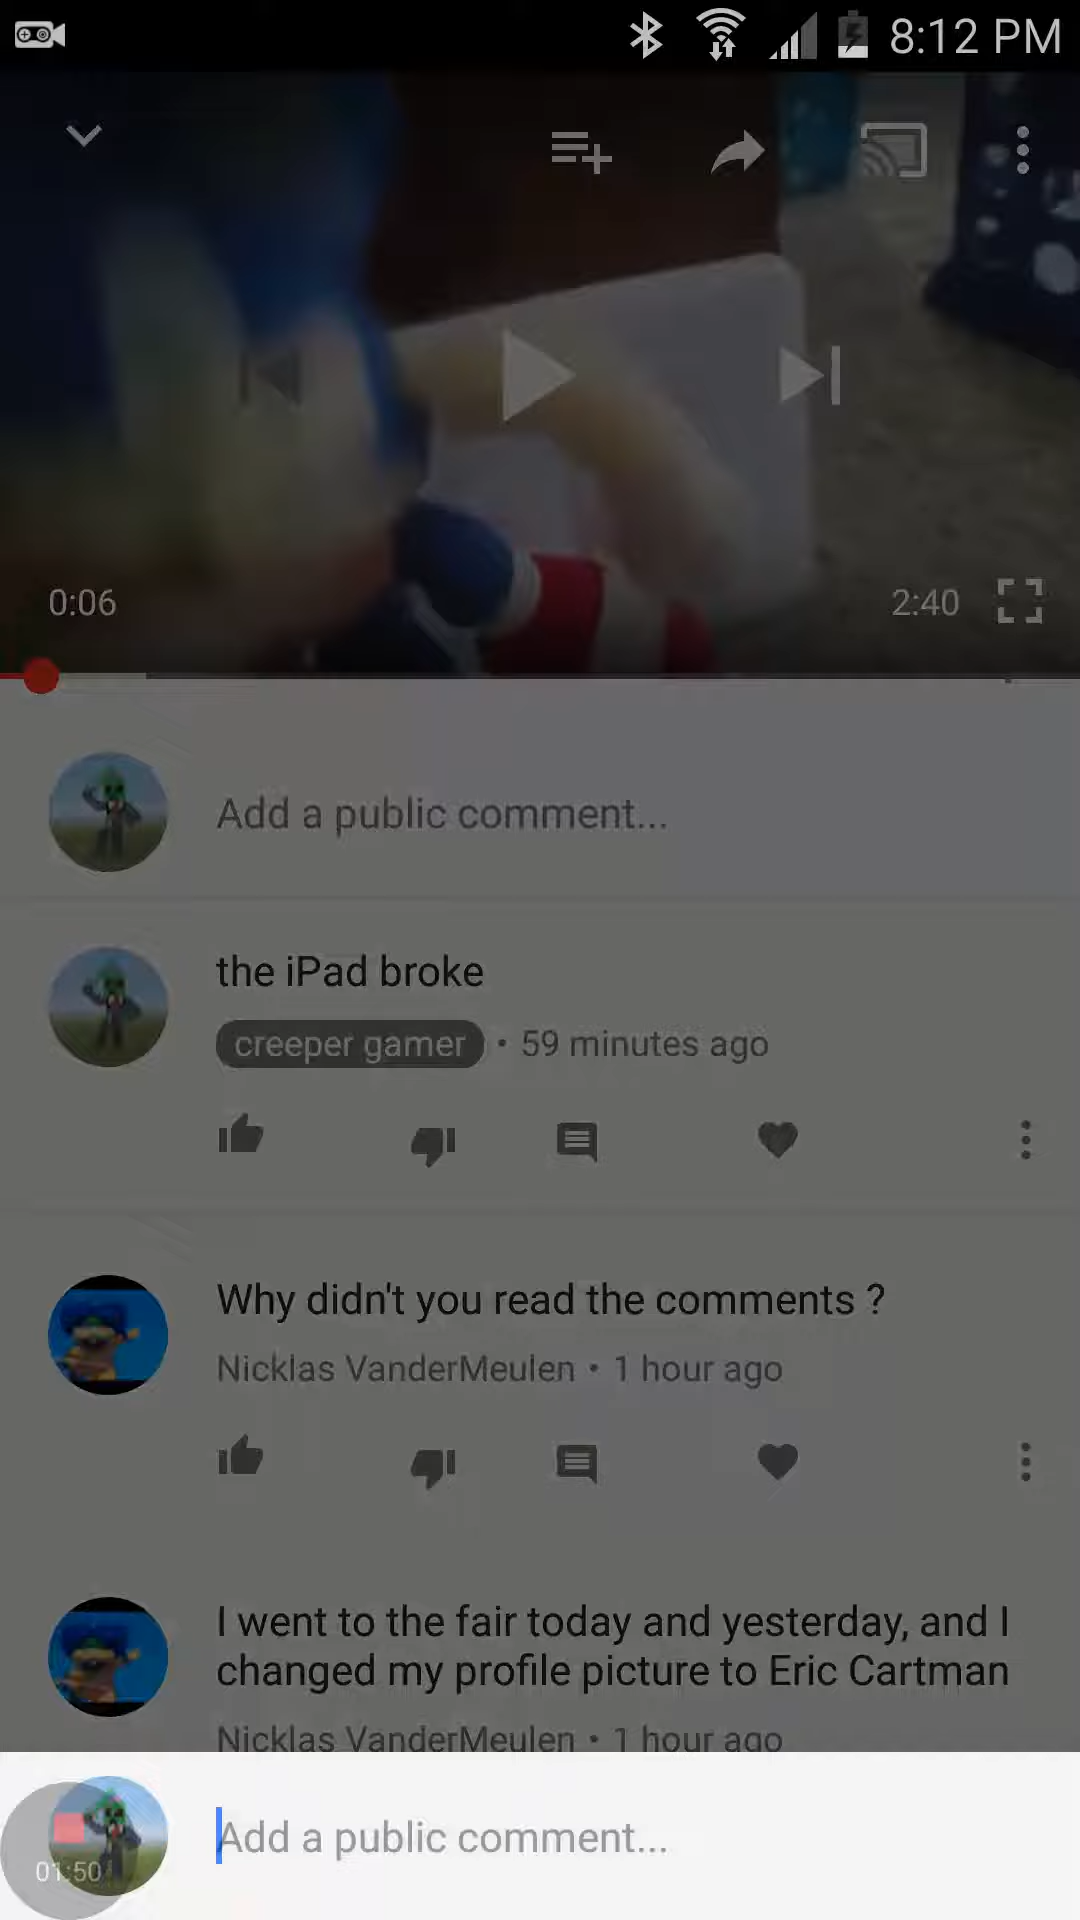 8:12 PM
0:06
2:40
Add a public comment...
the iPad broke
creeper gamer • 59 minutes ago
Why didn't you read the comments ?
Nicklas VanderMeulen • 1 hour ago
I went to the fair today and yesterday, and I
changed my profile picture to Eric Cartman
Nicklas VanderMeulen • 1 hour ago
Add a public comment...
01:50